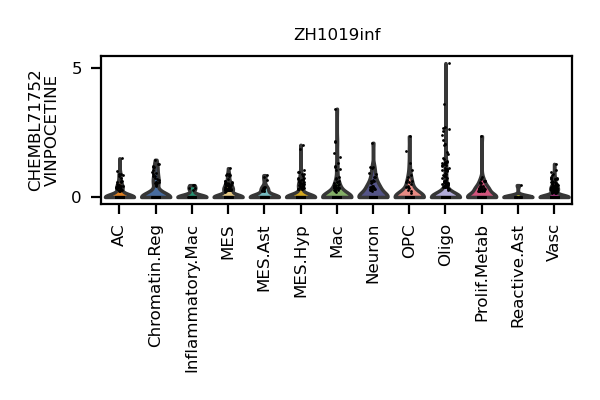 ZH1019inf
CHEMBL71752
VINPOCETINE
5
0
AC
Chromatin.Reg
Inflammatory.Mac
MES
MES.Ast
MES.Hyp
Mac
Neuron
OPC
Oligo
Prolif.Metab
Reactive.Ast
Vasc